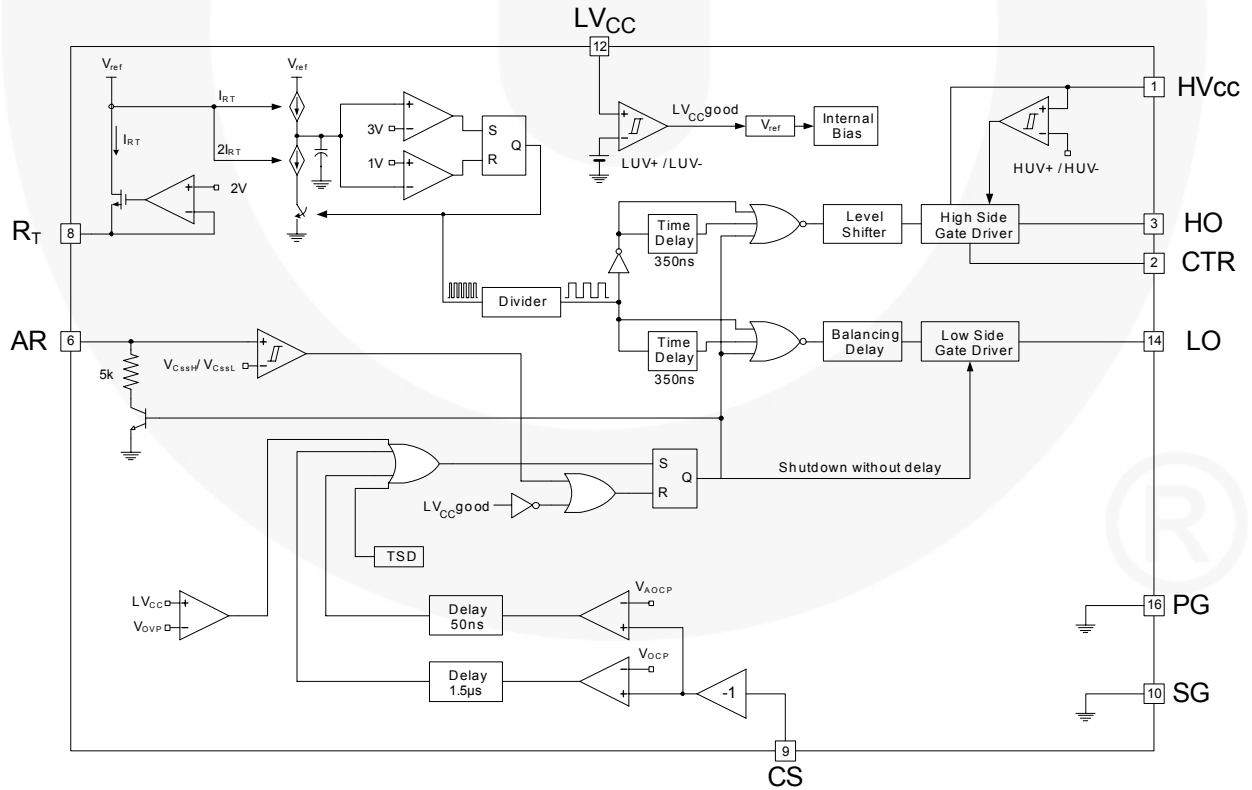 LVCC
12
Vref
Vref
IRT
IRT
2IRT
+
-
2V
RT
8
+
3V
-
1V
+
-
S
Q
R
+
-
LUV+ / LUV-
LVCCgood
Vref
Internal
Bias
1
HVcc
+
-
HUV+ / HUV-
Time
Delay
350ns
Level
Shifter
High Side
Gate Driver
3
HO
2
CTR
Divider
Time
Delay
350ns
Balancing
Delay
Low Side
Gate Driver
14
LO
AR
6
5k
+
VCssH/ VCssL
-
S
Q
R
Shutdown without delay
LVCCgood
TSD
LVCC
+
VOVP
-
Delay
50ns
-
VAOCP
+
Delay
1.5µs
-
VOCP
+
-1
9
CS
16
PG
10
SG
®